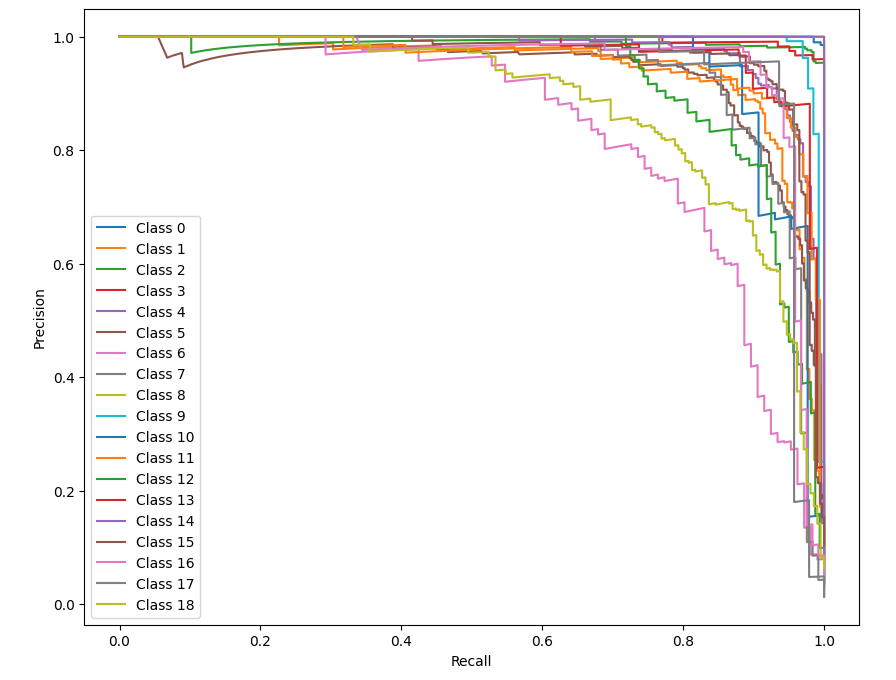 1.0
0.8
0.6
0.4
0.2
0.0
Precision
Class 0
Class 1
Class 2
Class 3
Class 4
Class 5
Class 6
Class 7
Class 8
Class 9
Class 10
Class 11
Class 12
Class 13
Class 14
Class 15
Class 16
Class 17
Class 18
0.0 0.2 0.4 0.6 0.8 1.0
Recall